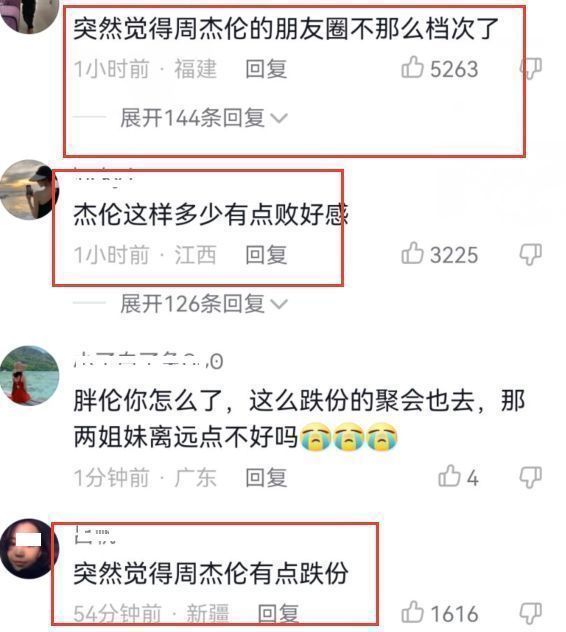 突然觉得周杰伦的朋友圈不那么档次了
1小时前 · 福建 回复 5263
展开144条回复
杰伦这样多少有点败好感
1小时前 · 江西 回复 3225
展开126条回复
胖伦你怎么了，这么跌份的聚会也去，那
两姐妹离远点不好吗😭😭😭
1分钟前 · 广东 回复 4
突然觉得周杰伦有点跌份
54分钟前 · 新疆 回复 1616